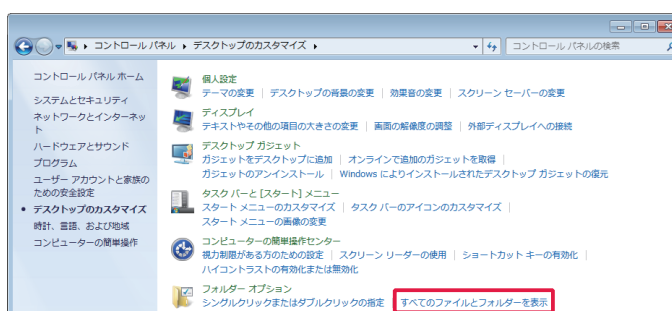 コントロール パネル ▸ デスクトップのカスタマイズ ▸
コントロール パネルの検索
コントロール パネル ホーム
システムとセキュリティ
ネットワークとインターネッ
ト
ハードウェアとサウンド
プログラム
ユーザー アカウントと家族の
ための安全設定
• デスクトップのカスタマイズ
時計、言語、および地域
コンピューターの簡単操作
個人設定
テーマの変更 | デスクトップの背景の変更 | 効果音の変更 | スクリーン セーバーの変更
ディスプレイ
テキストやその他の項目の大きさの変更 | 画面の解像度の調整 | 外部ディスプレイへの接続
デスクトップ ガジェット
ガジェットをデスクトップに追加 | オンラインで追加のガジェットを取得 |
ガジェットのアンインストール | Windows によりインストールされたデスクトップ ガジェットの復元
タスク バーと [スタート] メニュー
スタート メニューのカスタマイズ | タスク バーのアイコンのカスタマイズ |
スタート メニューの画像の変更
コンピューターの簡単操作センター
視力制限がある方のための設定 | スクリーン リーダーの使用 | ショートカット キーの有効化 |
ハイコントラストの有効化または無効化
フォルダー オプション
シングルクリックまたはダブルクリックの指定 | すべてのファイルとフォルダーを表示